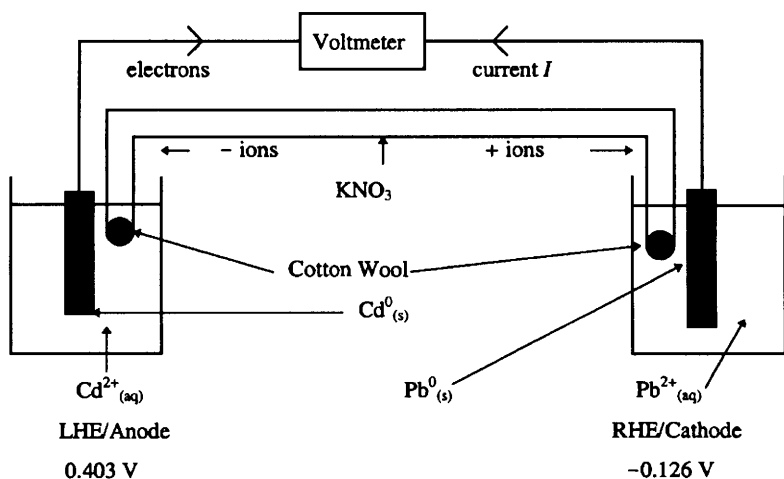 Voltmeter
electrons
current I
− ions
+ ions
KNO₃
Cotton Wool
Cd⁰₍ₛ₎
Cd²⁺(aq)
Pb⁰₍ₛ₎
Pb²⁺(aq)
LHE/Anode
RHE/Cathode
0.403 V
−0.126 V